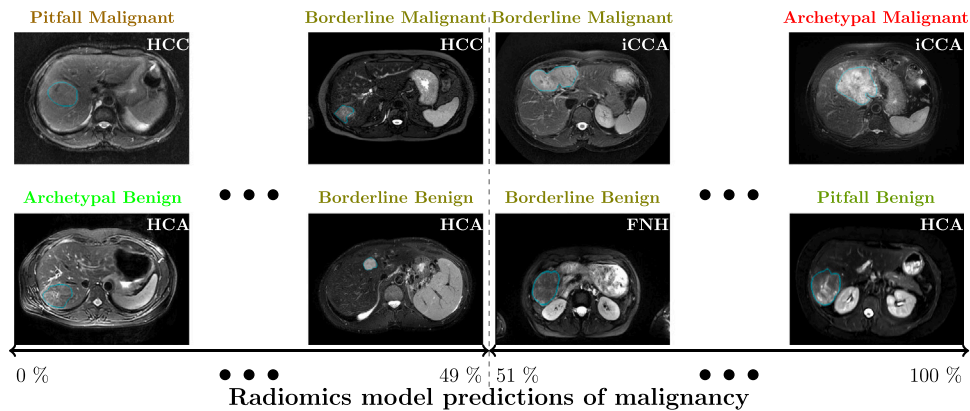 Pitfall Malignant
Borderline Malignant
Borderline Malignant
Archetypal Malignant
HCC
HCC
iCCA
iCCA
Archetypal Benign
Borderline Benign
Borderline Benign
Pitfall Benign
HCA
HCA
FNH
HCA
0 %
49 %
51 %
100 %
Radiomics model predictions of malignancy